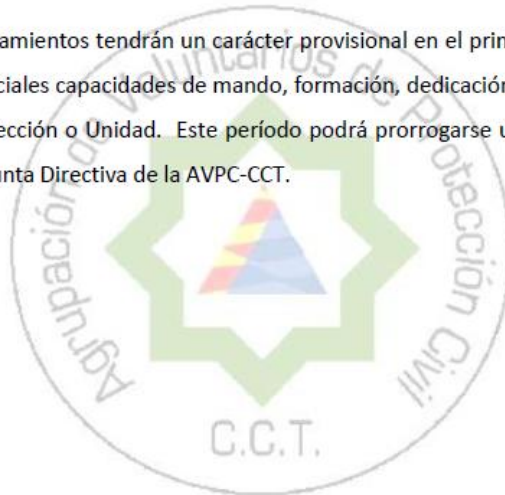 amientos tendrán un carácter provisional en el prim
ciales capacidades de mando, formación, dedicación
ección o Unidad. Este período podrá prorrogarse u
unta Directiva de la AVPC-CCT.
Agrupación de Voluntarios de Protección Civil
C.C.T.